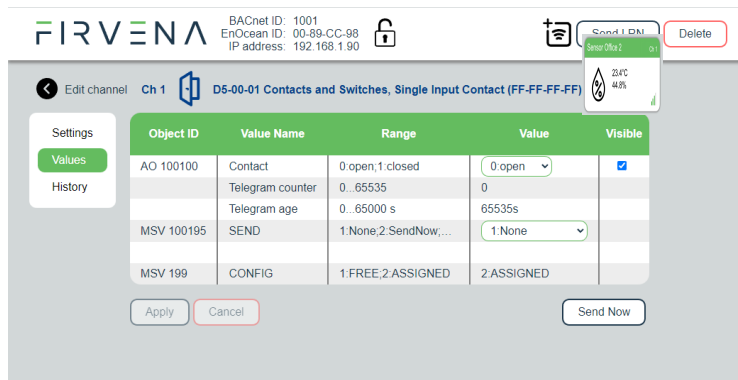 FIRVENA
BACnet ID: 1001
EnOcean ID: 00-89-CC-98
IP address: 192.168.1.90
Send LRN
Delete
Sensor Office 2 Ch 1
23.4°C
44.8%
Edit channel Ch 1 D5-00-01 Contacts and Switches, Single Input Contact (FF-FF-FF-FF)
Settings
Values
History
Object ID Value Name Range Value Visible
AO 100100 Contact 0:open;1:closed 0:open
Telegram counter 0...65535 0
Telegram age 0...65000 s 65535s
MSV 100195 SEND 1:None;2:SendNow;... 1:None
MSV 199 CONFIG 1:FREE;2:ASSIGNED 2:ASSIGNED
Apply Cancel Send Now